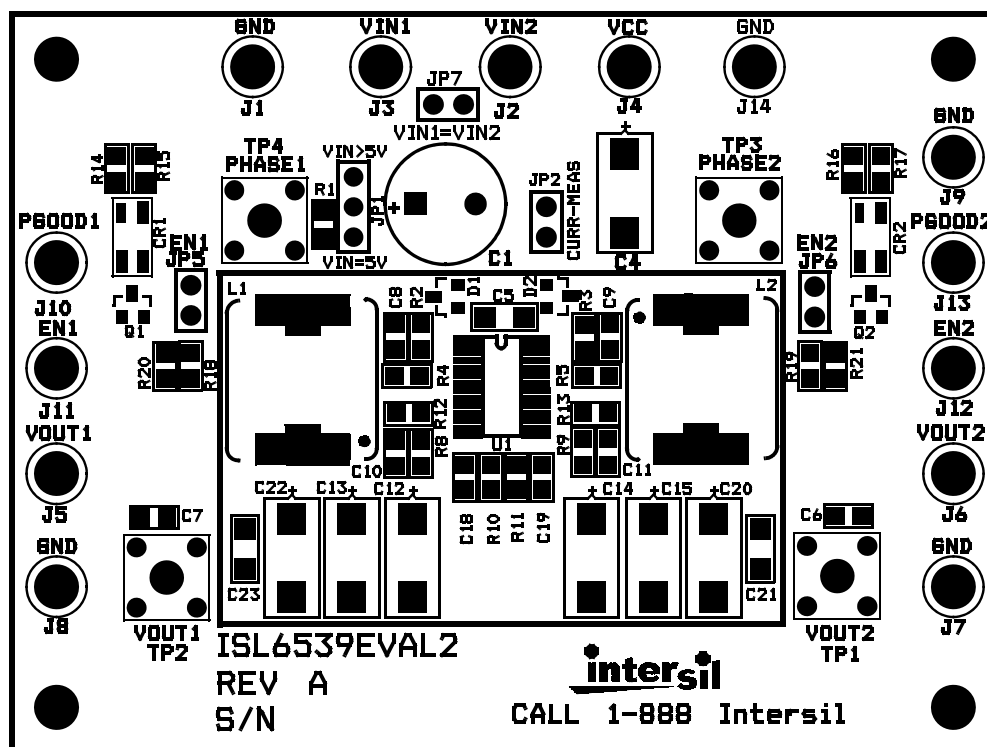 GND VIN1 VIN2 VCC GND
J1 J3 J2 J4 J14
JP7
VIN1=VIN2
GND
J9
TP4
PHASE1
TP3
PHASE2
VIN>5V
R14 R15
R16 R17
R1
JP1
VIN=5V
+
C1
JP2
CURR-MEAS
+
C4
PGOOD1
CR1
CR2
PGOOD2
EN1
JP5
EN2
JP6
J10
J13
Q1
Q2
L1
L2
C8 R2
D1
D2
C5
R3 C9
EN1
EN2
R20 R18
R19 R21
R4
R5
J11
J12
R12
R13
U1
R8
R9
C10
C11
VOUT1
VOUT2
C22 +
C13 +
C12 +
+ C14
+ C15
+ C20
C18 R10 R11 C19
J5
J6
C7
C6
GND
GND
C23
C21
J8
J7
VOUT1
TP2
VOUT2
TP1
ISL6539EVAL2
REV A
S/N
intersil
CALL 1-888 Intersil